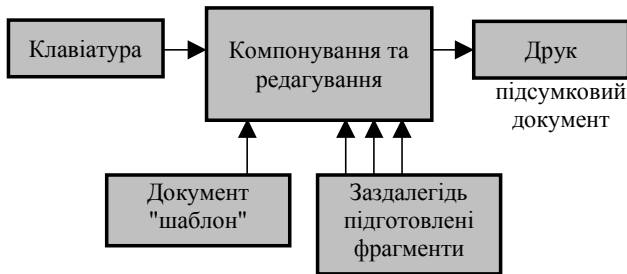 Клавіатура
Компонування та
редагування
Друк
підсумковий
документ
Документ
"шаблон"
Заздалегідь
підготовлені
фрагменти